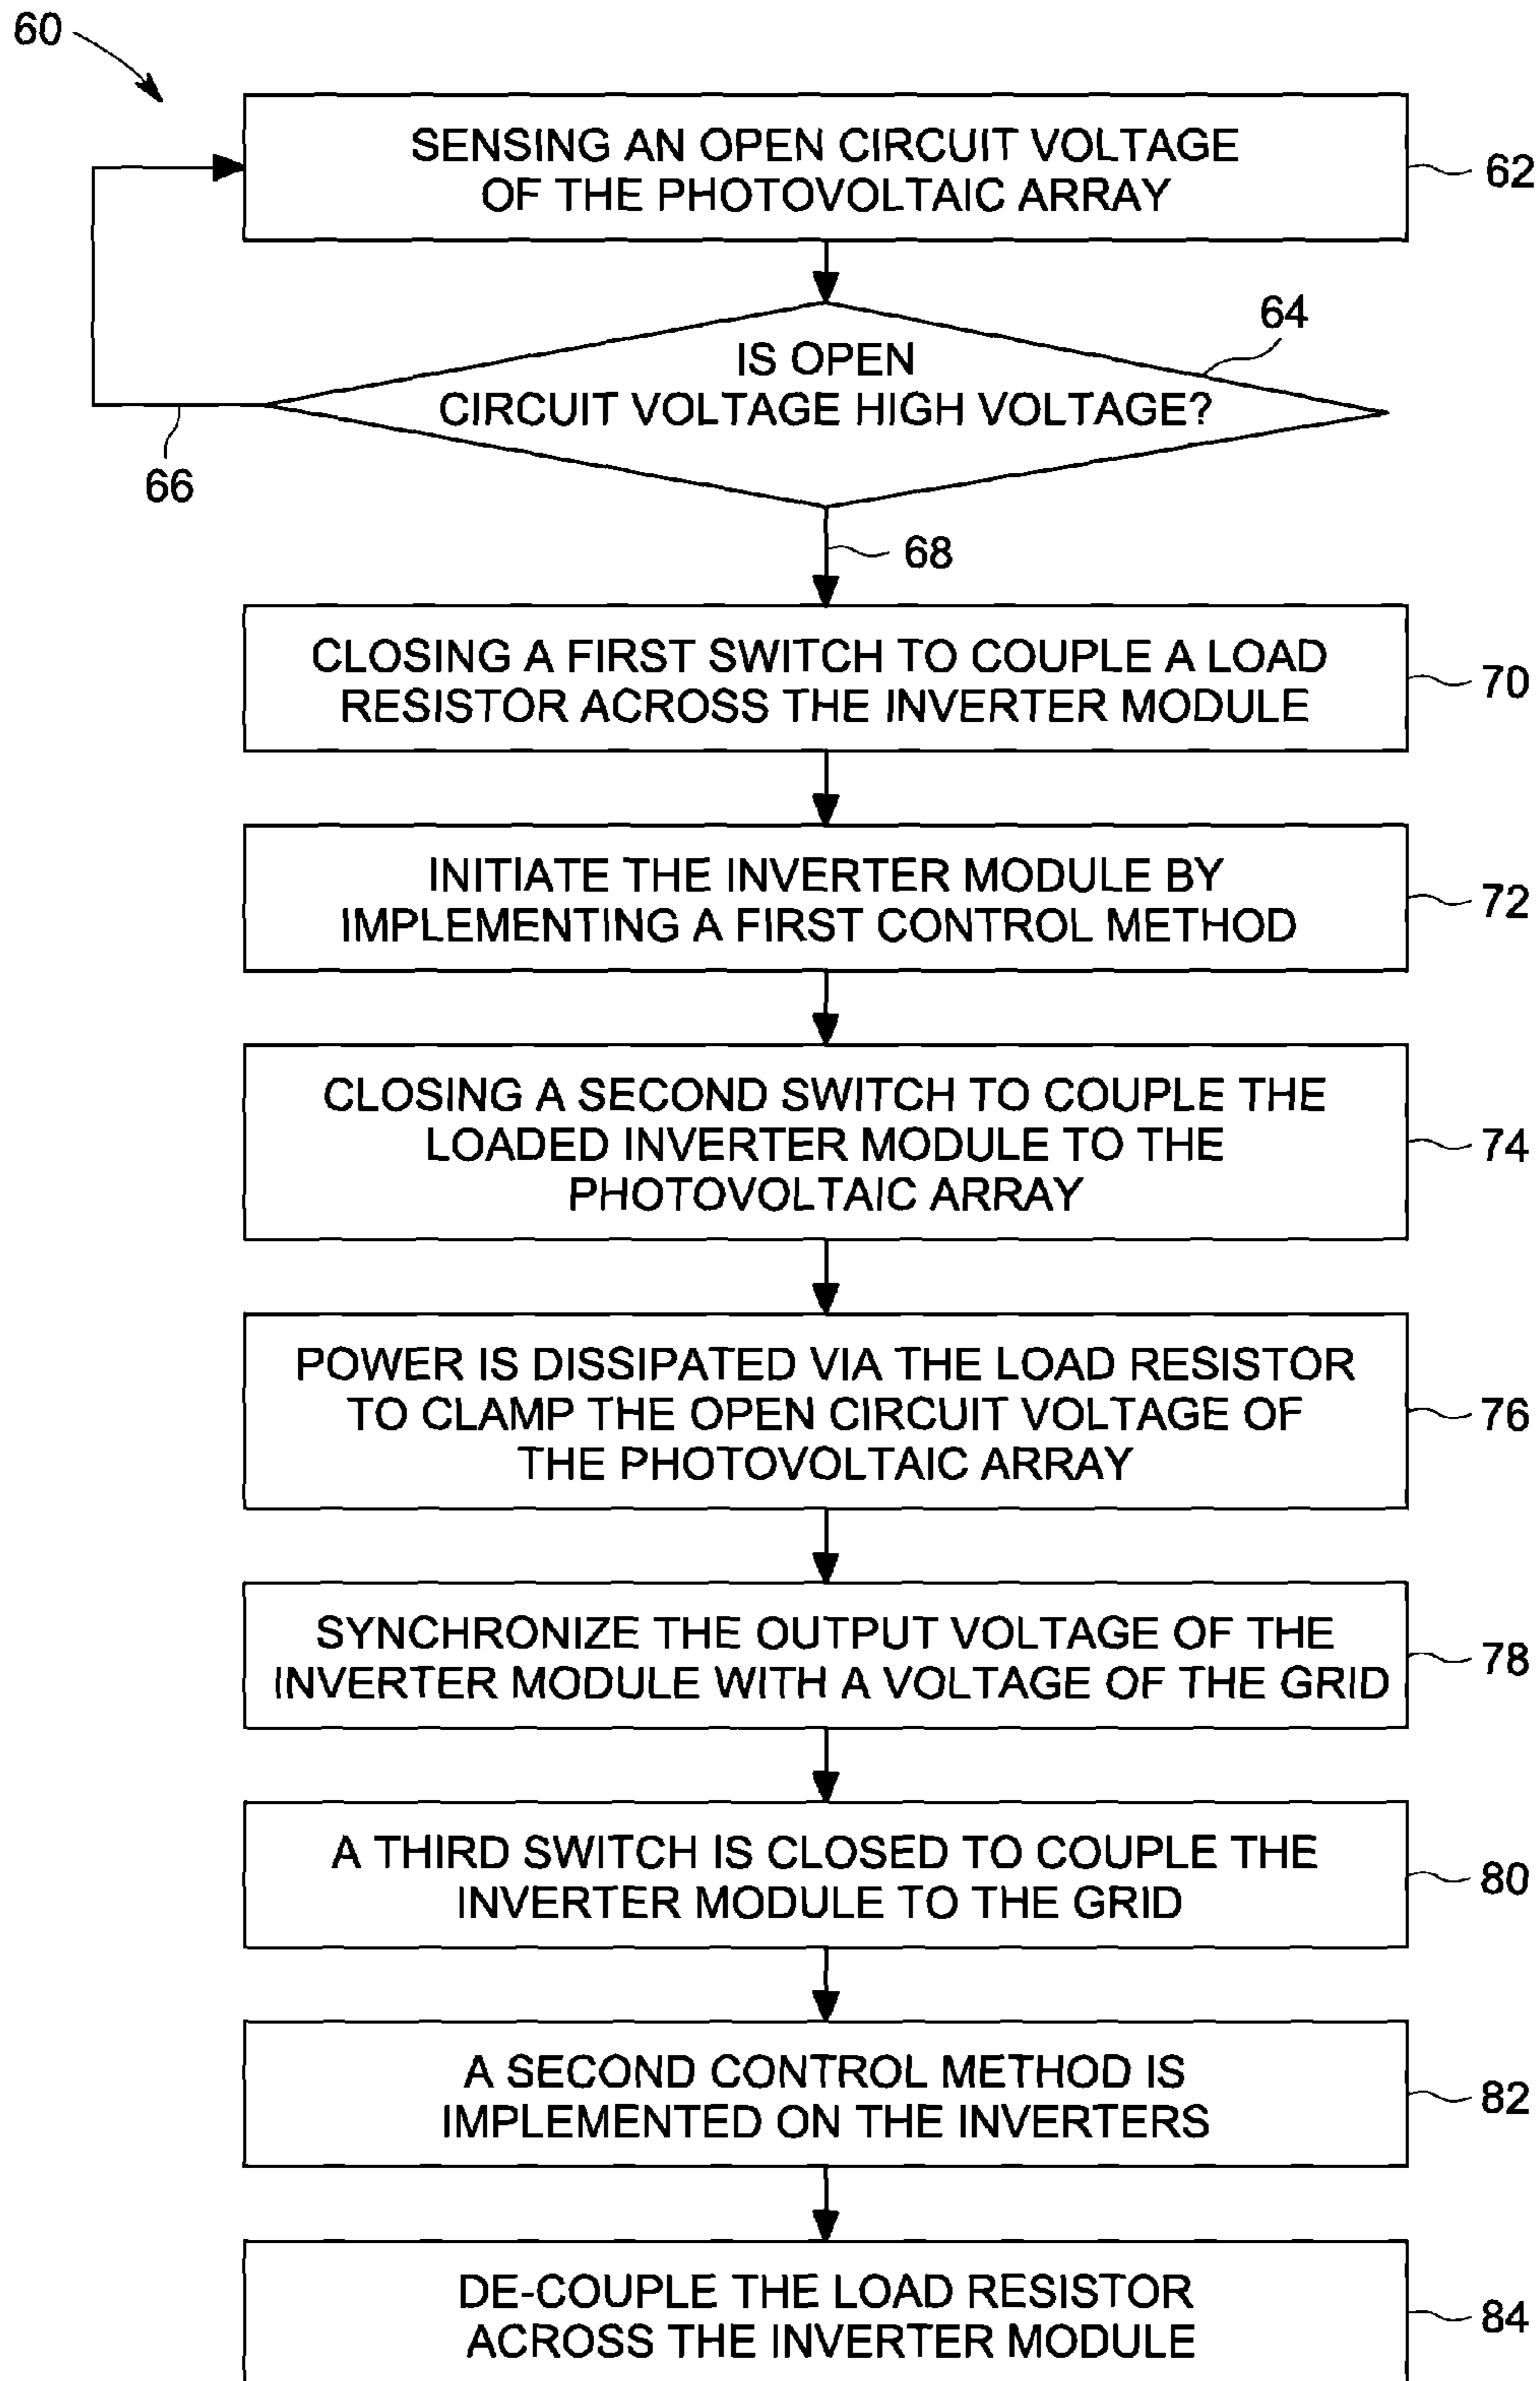 60
SENSING AN OPEN CIRCUIT VOLTAGE
OF THE PHOTOVOLTAIC ARRAY
62
64
IS OPEN
CIRCUIT VOLTAGE HIGH VOLTAGE?
66
68
CLOSING A FIRST SWITCH TO COUPLE A LOAD
RESISTOR ACROSS THE INVERTER MODULE
70
INITIATE THE INVERTER MODULE BY
IMPLEMENTING A FIRST CONTROL METHOD
72
CLOSING A SECOND SWITCH TO COUPLE THE
LOADED INVERTER MODULE TO THE
PHOTOVOLTAIC ARRAY
74
POWER IS DISSIPATED VIA THE LOAD RESISTOR
TO CLAMP THE OPEN CIRCUIT VOLTAGE OF
THE PHOTOVOLTAIC ARRAY
76
SYNCHRONIZE THE OUTPUT VOLTAGE OF THE
INVERTER MODULE WITH A VOLTAGE OF THE GRID
78
A THIRD SWITCH IS CLOSED TO COUPLE THE
INVERTER MODULE TO THE GRID
80
A SECOND CONTROL METHOD IS
IMPLEMENTED ON THE INVERTERS
82
DE-COUPLE THE LOAD RESISTOR
ACROSS THE INVERTER MODULE
84